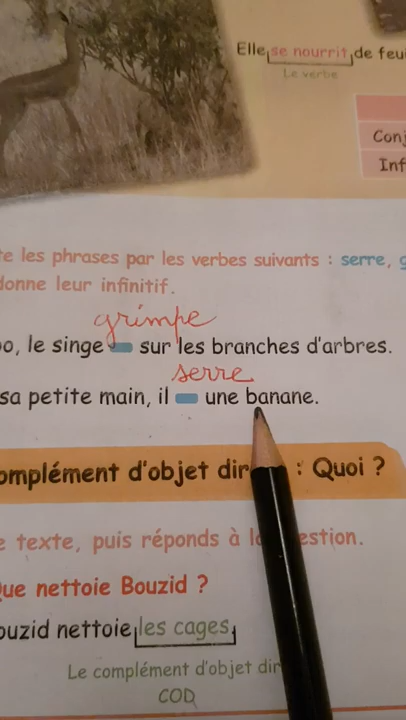 Elle se nourrit de feu
Le verbe
Conj
Inf
te les phrases par les verbes suivants : serre, g
donne leur infinitif.
grimpe
oo, le singe sur les branches d'arbres.
serre
sa petite main, il une banane.
omplément d'objet dir : Quoi ?
e texte, puis réponds à l estion.
Que nettoie Bouzid ?
ouzid nettoie les cages
Le complément d'objet dir
COD